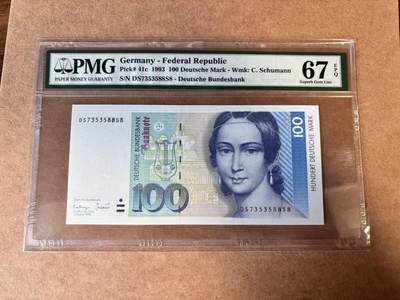 PMG
PAPER MONEY GUARANTY
Germany - Federal Republic
Pick# 41c 1993 100 Deutsche Mark - Wmk: C. Schumann
S/N DS7353588S8 - Deutsche Bundesbank
67 EPQ
Superb Gem Unc
DS7353588S8
DEUTSCHE BUNDESBANK
Banknote
100
100
HUNDERT DEUTSCHE MARK
DS7353588S8